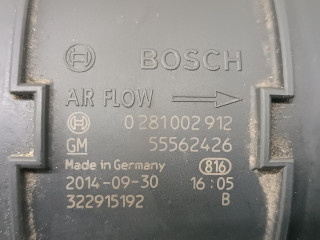 BOSCH
AIR FLOW
0 281 002 912
GM 55562426
Made in Germany 816
2014-09-30 16:05
322915192 B